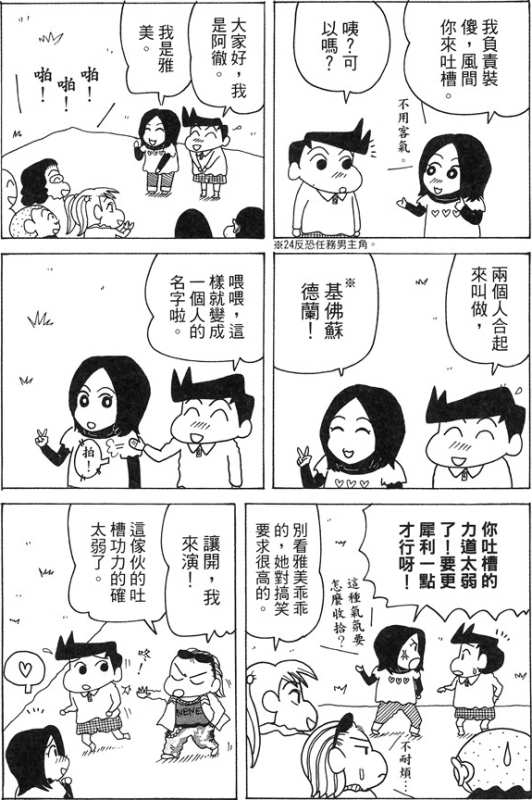 我負責裝
傻，風間
你來吐槽。
不用客氣。
咦？可
以嗎？
大家好，我
是阿徹。
我是雅
美。
啪！
啪！
啪！
※24反恐任務男主角。
兩個人合起
來叫做，
※
基佛蘇
德蘭！
喂喂，這
樣就變成
一個人的
名字啦。
拍！
你吐槽的
力道太弱
了！要更
犀利一點
才行呀！
這種氣氛要
怎麼收拾？
不耐煩…
別看雅美乖乖
的，她對搞笑
要求很高的。
讓開，我
來演！
這傢伙的吐
槽功力的確
太弱了。
咚！
NENE